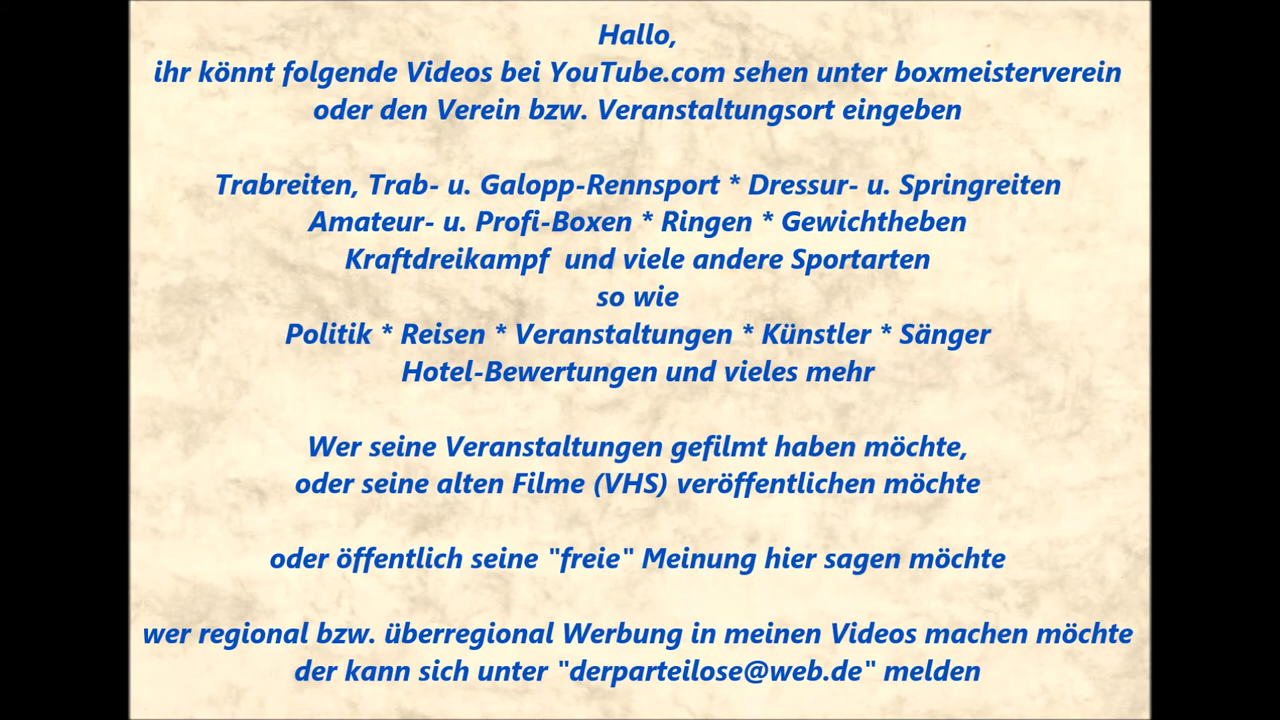 Hallo,
ihr könnt folgende Videos bei YouTube.com sehen unter boxmeisterverein
oder den Verein bzw. Veranstaltungsort eingeben
Trabreiten, Trab- u. Galopp-Rennsport * Dressur- u. Springreiten
Amateur- u. Profi-Boxen * Ringen * Gewichtheben
Kraftdreikampf  und viele andere Sportarten
so wie
Politik * Reisen * Veranstaltungen * Künstler * Sänger
Hotel-Bewertungen und vieles mehr
Wer seine Veranstaltungen gefilmt haben möchte,
oder seine alten Filme (VHS) veröffentlichen möchte
oder öffentlich seine "freie" Meinung hier sagen möchte
wer regional bzw. überregional Werbung in meinen Videos machen möchte
der kann sich unter "derparteilose@web.de" melden